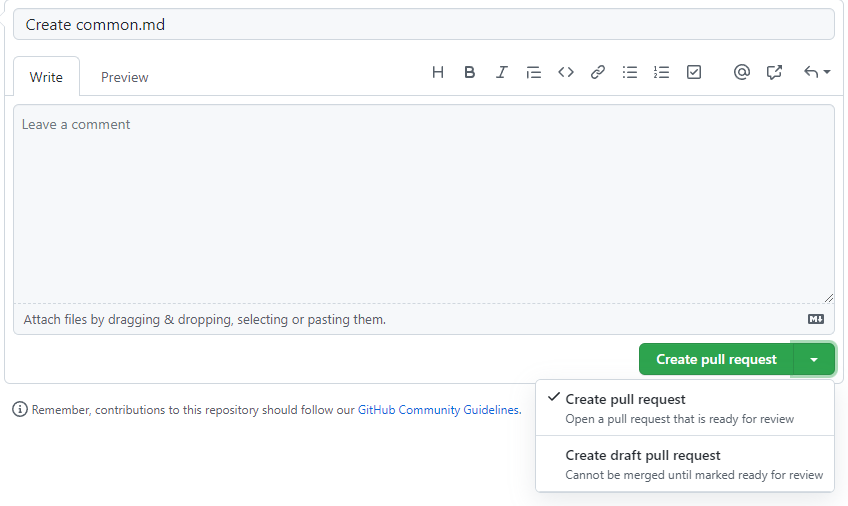 Create common.md
Write Preview
Leave a comment
Attach files by dragging & dropping, selecting or pasting them.
Create pull request
Remember, contributions to this repository should follow our GitHub Community Guidelines.
Create pull request
Open a pull request that is ready for review
Create draft pull request
Cannot be merged until marked ready for review